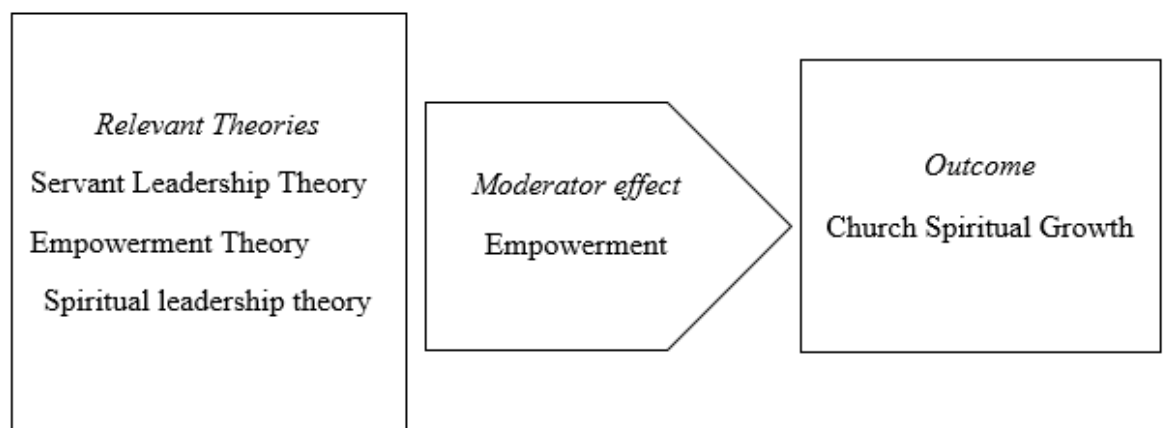 Relevant Theories
Servant Leadership Theory
Empowerment Theory
Spiritual leadership theory
Moderator effect
Empowerment
Outcome
Church Spiritual Growth